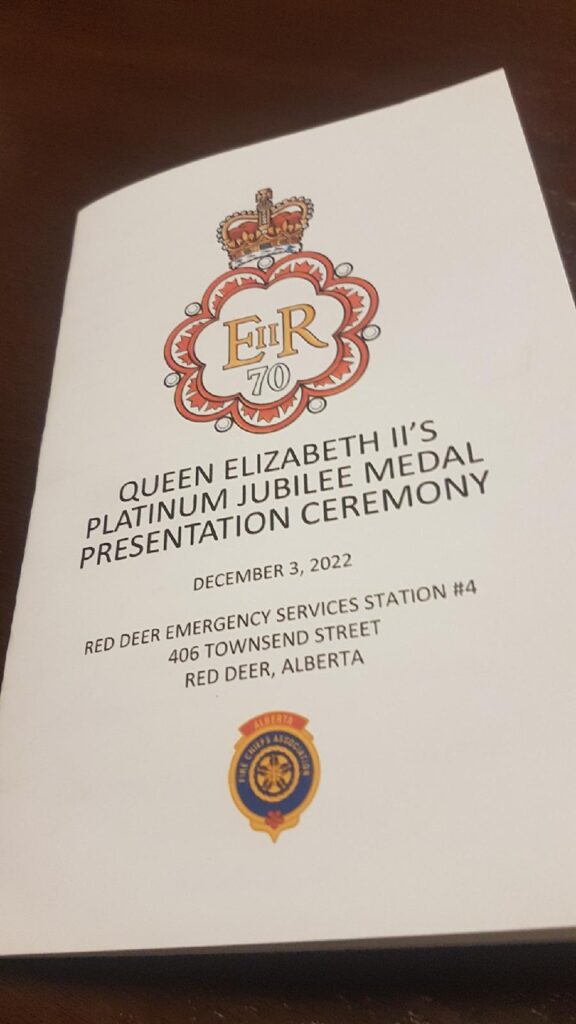 EIIR
70
QUEEN ELIZABETH II'S
PLATINUM JUBILEE MEDAL
PRESENTATION CEREMONY
DECEMBER 3, 2022
RED DEER EMERGENCY SERVICES STATION #4
406 TOWNSEND STREET
RED DEER, ALBERTA
ALBERTA
FIRE CHIEFS ASSOCIATION